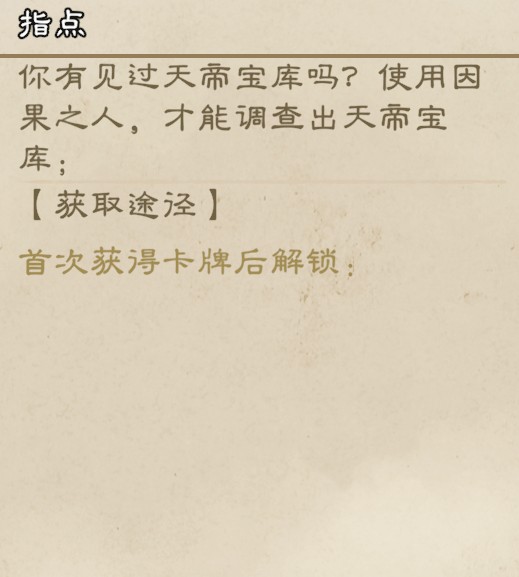 指点
你有见过天帝宝库吗？使用因
果之人，才能调查出天帝宝
库；
【获取途径】
首次获得卡牌后解锁；